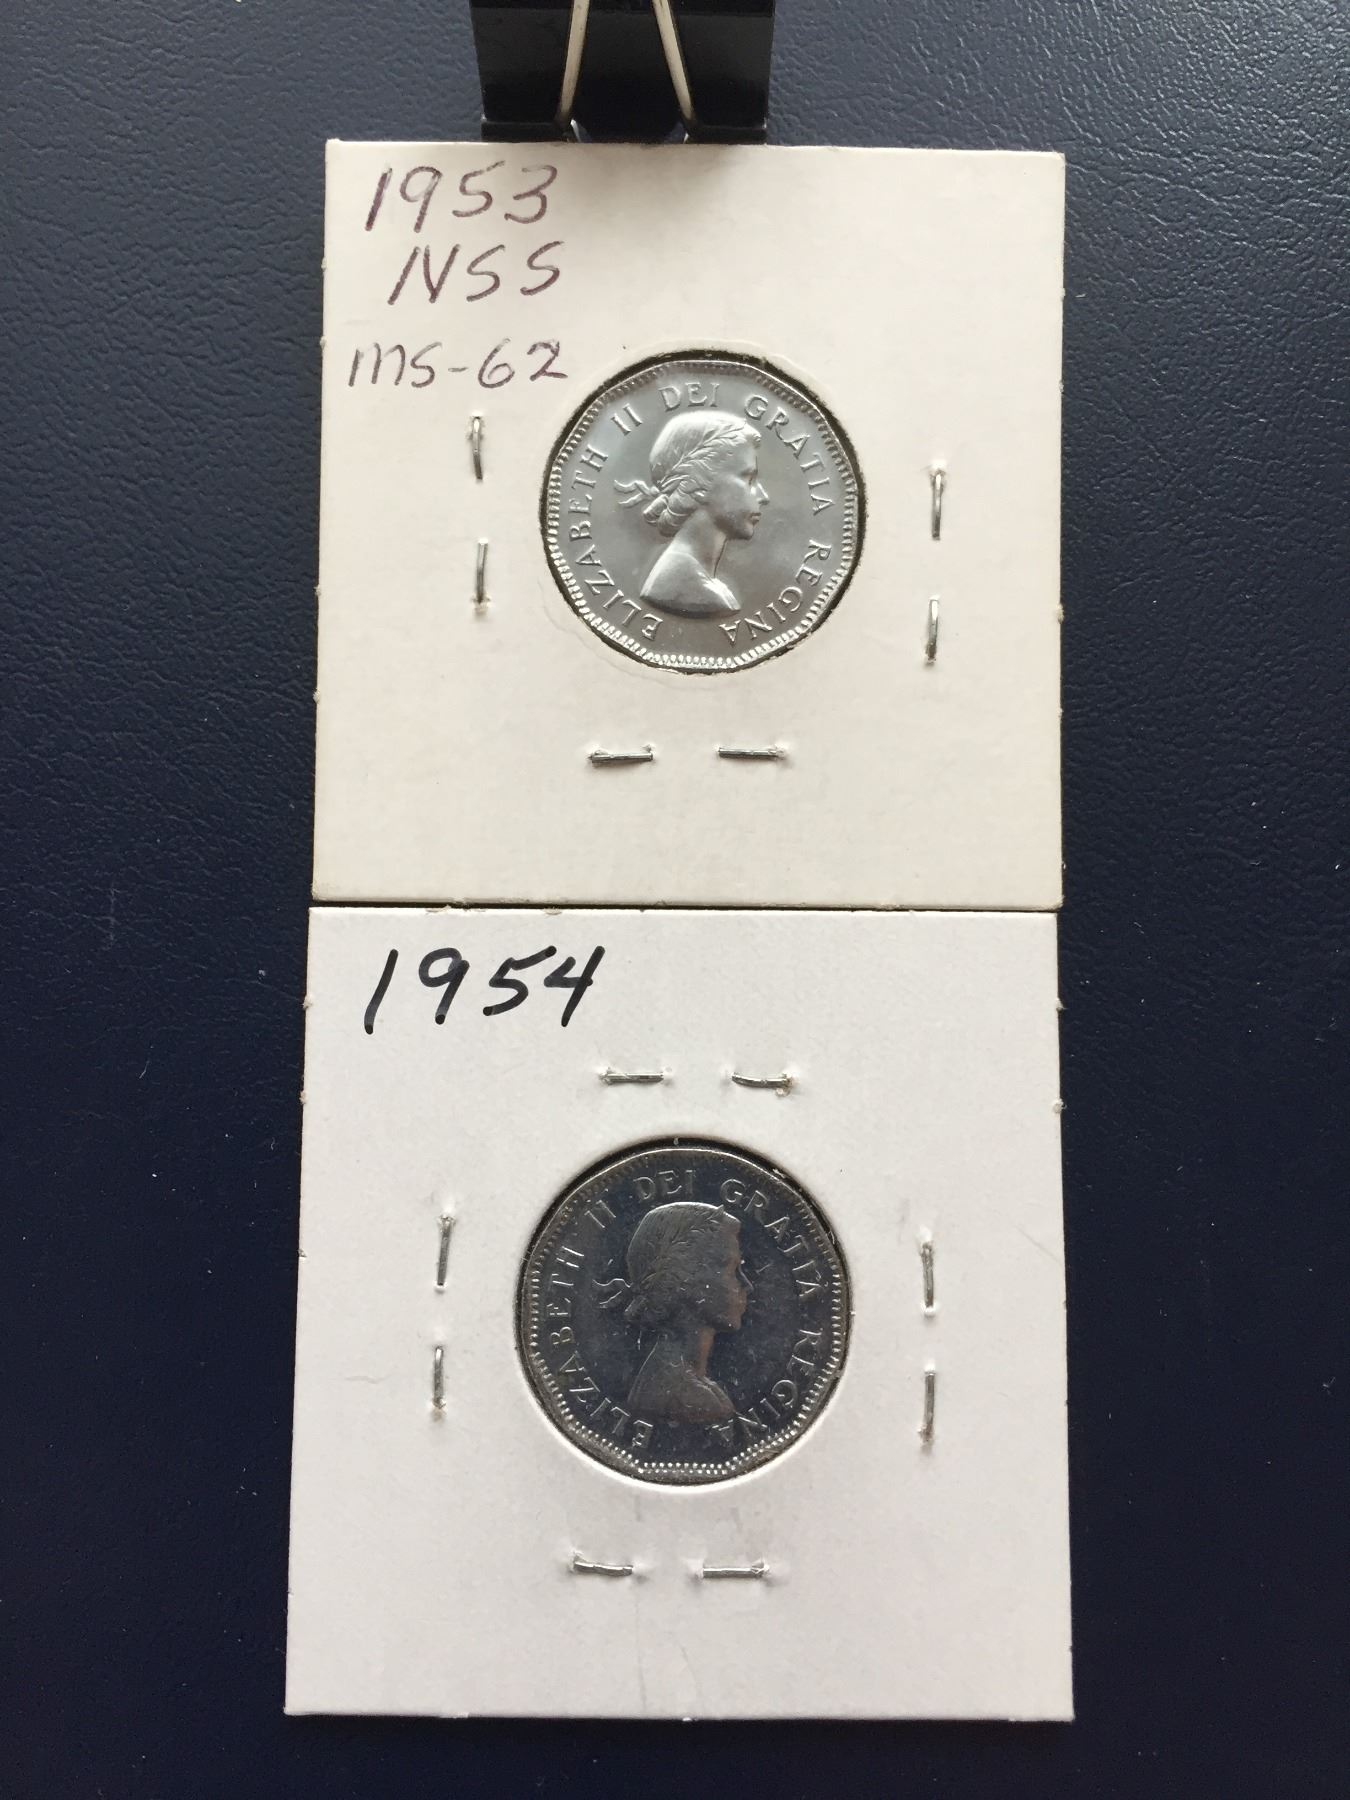 1953
NSS
MS-62
ELIZABETH II DEI GRATIA REGINA
1954
ELIZABETH II DEI GRATIA REGINA